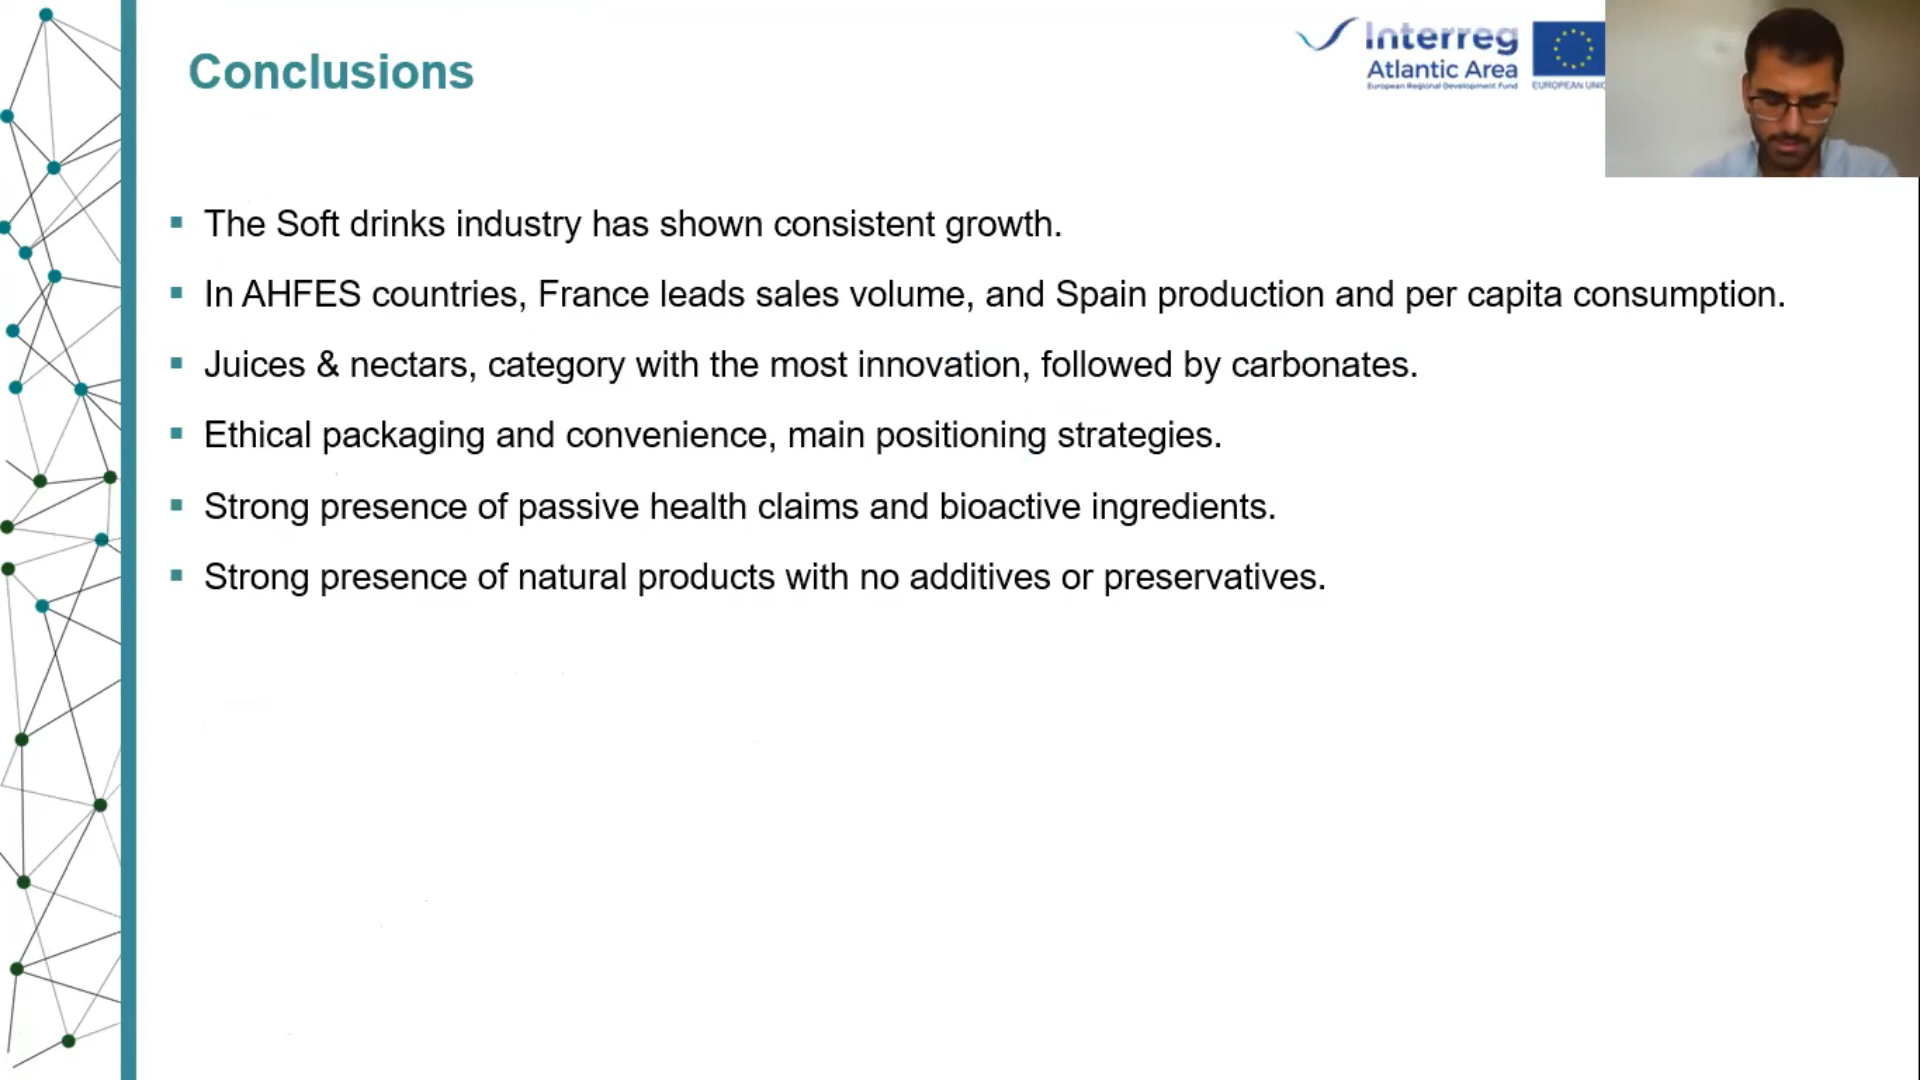 Conclusions
Interreg
Atlantic Area
European Regional Development Fund
EUROPEAN
The Soft drinks industry has shown consistent growth.
In AHFES countries, France leads sales volume, and Spain production and per capita consumption.
Juices & nectars, category with the most innovation, followed by carbonates.
Ethical packaging and convenience, main positioning strategies.
Strong presence of passive health claims and bioactive ingredients.
Strong presence of natural products with no additives or preservatives.